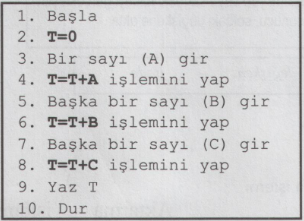 1. Başla
2. T=0
3. Bir sayı (A) gir
4. T=T+A işlemini yap
5. Başka bir sayı (B) gir
6. T=T+B işlemini yap
7. Başka bir sayı (C) gir
8. T=T+C işlemini yap
9. Yaz T
10. Dur